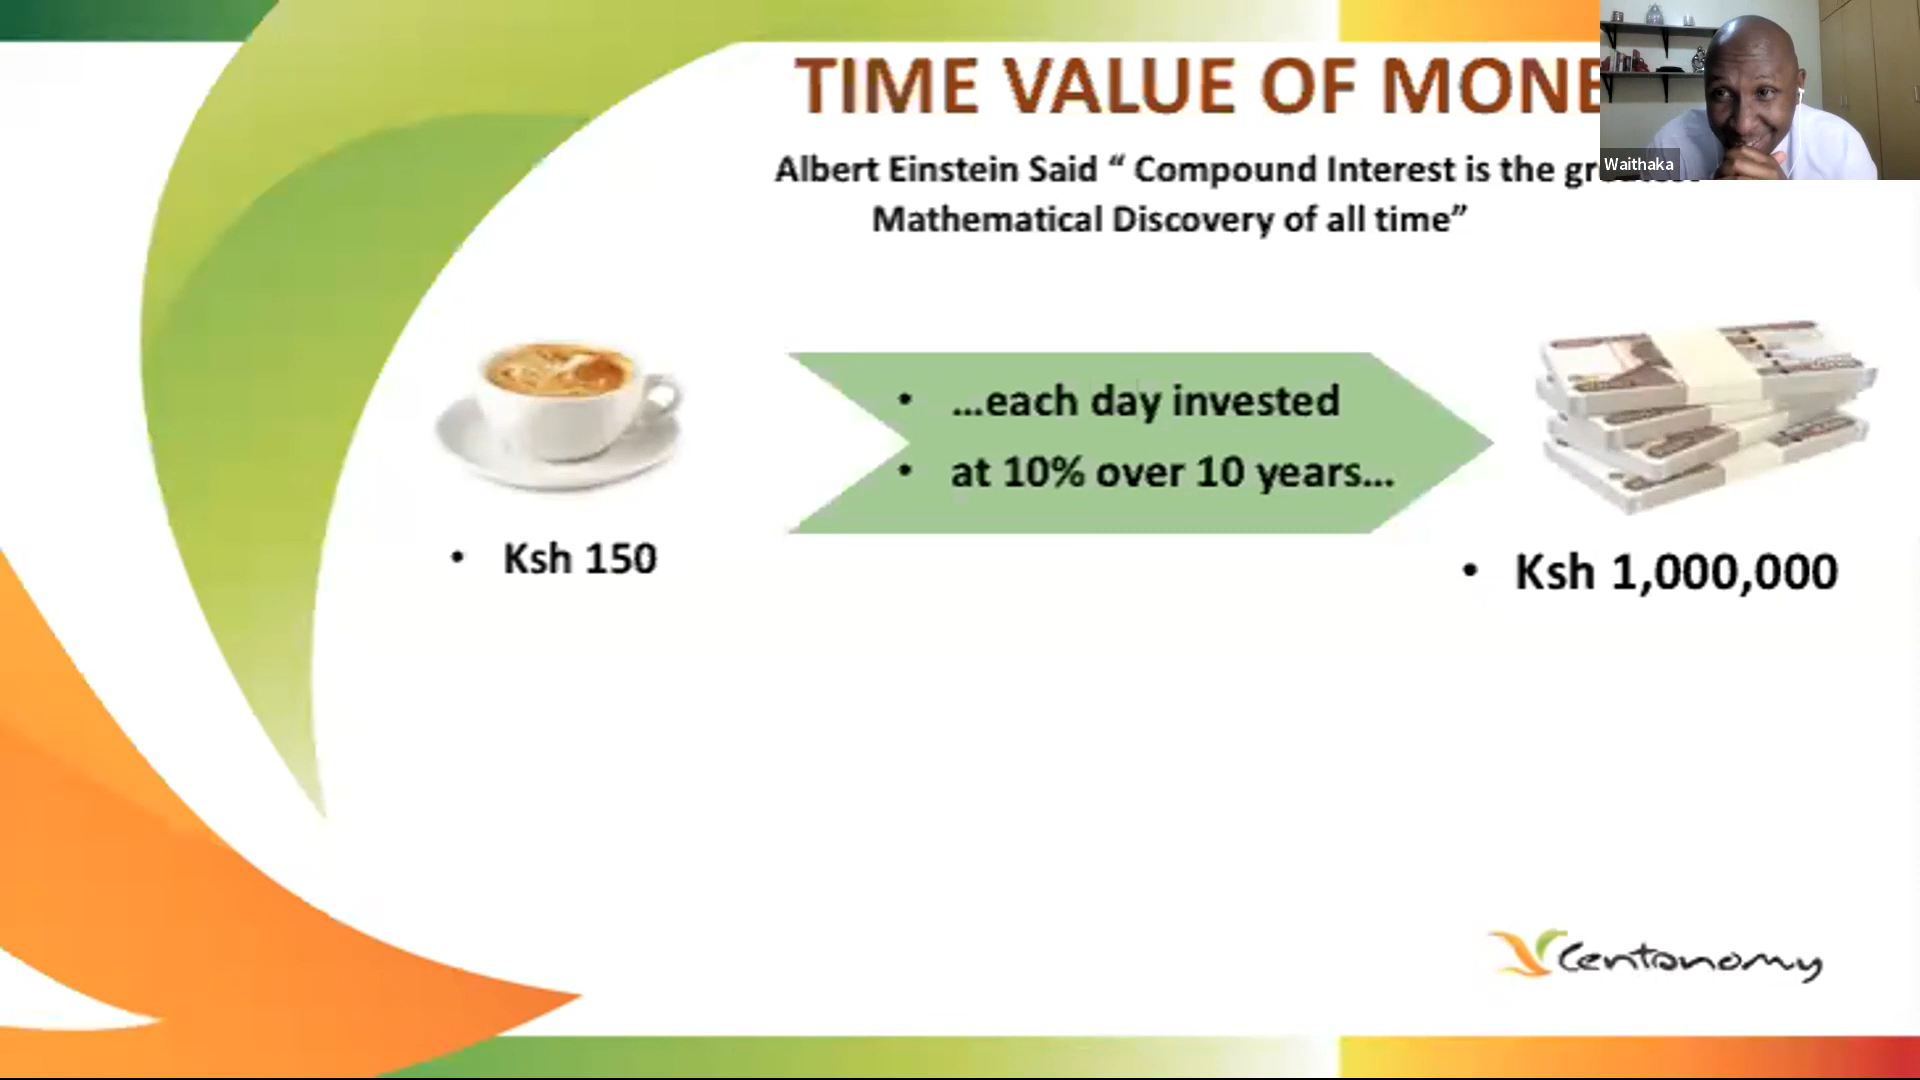 TIME VALUE OF MONE
Waithaka
Albert Einstein Said “ Compound Interest is the greatest
Mathematical Discovery of all time”
• ...each day invested
• at 10% over 10 years...
• Ksh 150
• Ksh 1,000,000
Centonomy